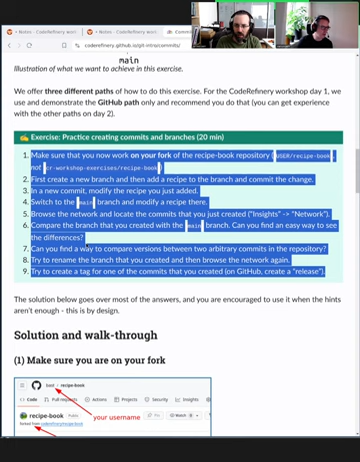 Notes - CodeRefinery works
Notes - CodeRefinery works
Commi
coderefinery.github.io/git-intro/commits/
main
Illustration of what we want to achieve in this exercise.
We offer three different paths of how to do this exercise. For the CodeRefinery workshop day 1, we
use and demonstrate the GitHub path only and recommend you do that (you can get experience
with the other paths on day 2).
Exercise: Practice creating commits and branches (20 min)
1. Make sure that you now work on your fork of the recipe-book repository ( USER/recipe-book ,
not cr-workshop-exercises/recipe-book )
2. First create a new branch and then add a recipe to the branch and commit the change.
3. In a new commit, modify the recipe you just added.
4. Switch to the main branch and modify a recipe there.
5. Browse the network and locate the commits that you just created ("Insights" -> "Network").
6. Compare the branch that you created with the main branch. Can you find an easy way to see
the differences?
7. Can you find a way to compare versions between two arbitrary commits in the repository?
8. Try to rename the branch that you created and then browse the network again.
9. Try to create a tag for one of the commits that you created (on GitHub, create a "release").
The solution below goes over most of the answers, and you are encouraged to use it when the hints
aren't enough - this is by design.
Solution and walk-through
(1) Make sure you are on your fork
bast / recipe-book
Code Pull requests Actions Projects Security Insights
recipe-book Public
your username
forked from coderefinery/recipe-book